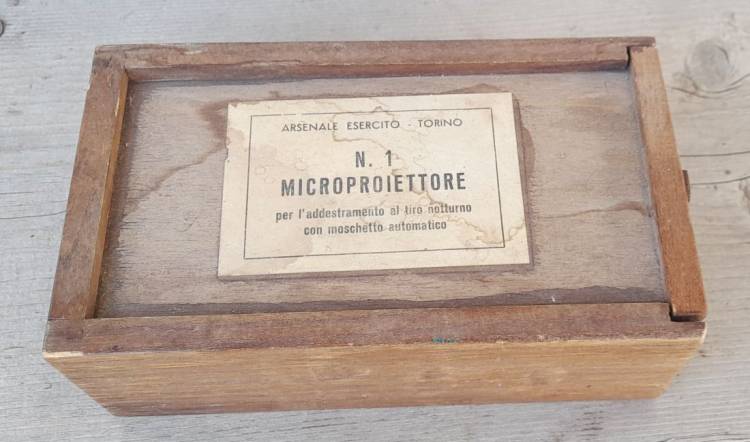 ARSENALE ESERCITO - TORINO
N. 1
MICROPROIETTORE
per l'addestramento al tiro notturno
con moschetto automatico